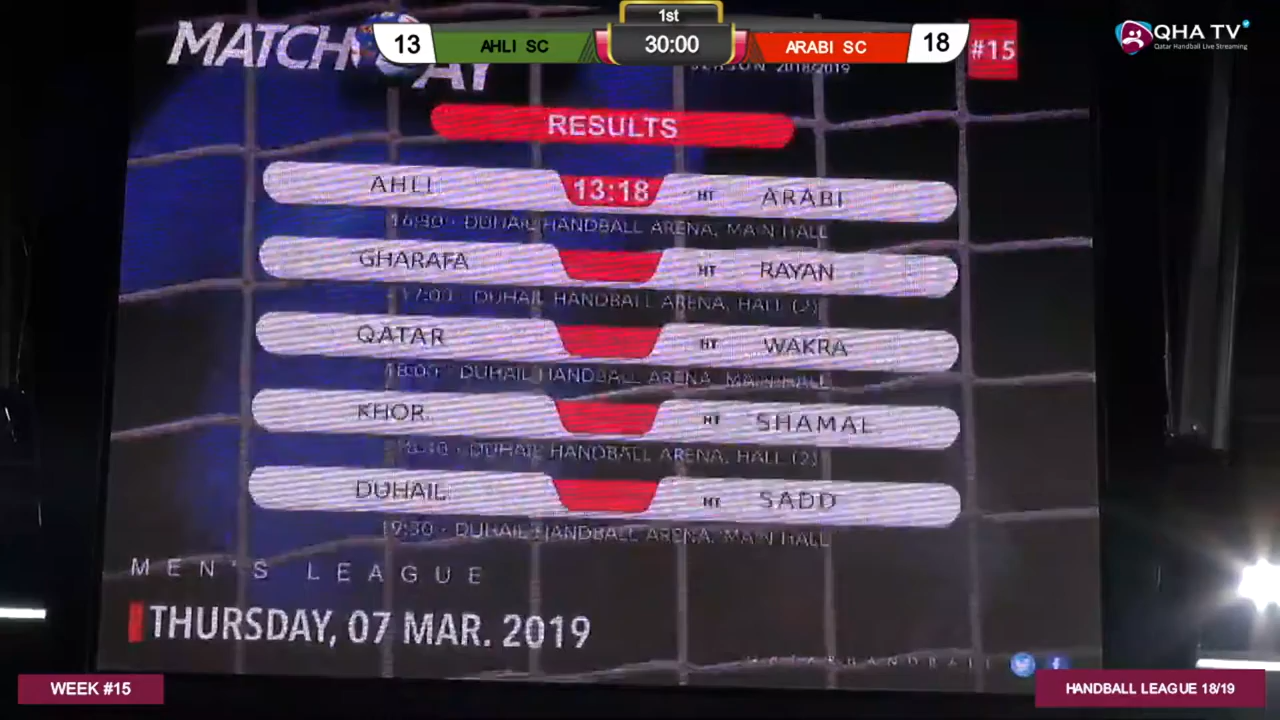 1st
13 AHLI SC 30:00 ARABI SC 18
QHA TV
Qatar Handball Live Streaming
MATCH DAY
#15
SEASON 2018/2019
RESULTS
AHLI 13:18 HT ARABI
16:30 - DUHAIL HANDBALL ARENA, MAIN HALL
GHARAFA HT RAYAN
17:00 - DUHAIL HANDBALL ARENA, HALL (2)
QATAR HT WAKRA
18:00 - DUHAIL HANDBALL ARENA, MAIN HALL
KHOR HT SHAMAL
DUHAIL HANDBALL ARENA, HALL (2)
DUHAIL HT SADD
19:30 - DUHAIL HANDBALL ARENA, MAIN HALL
MEN'S LEAGUE
THURSDAY, 07 MAR. 2019
QATARHANDBALL
WEEK #15
HANDBALL LEAGUE 18/19